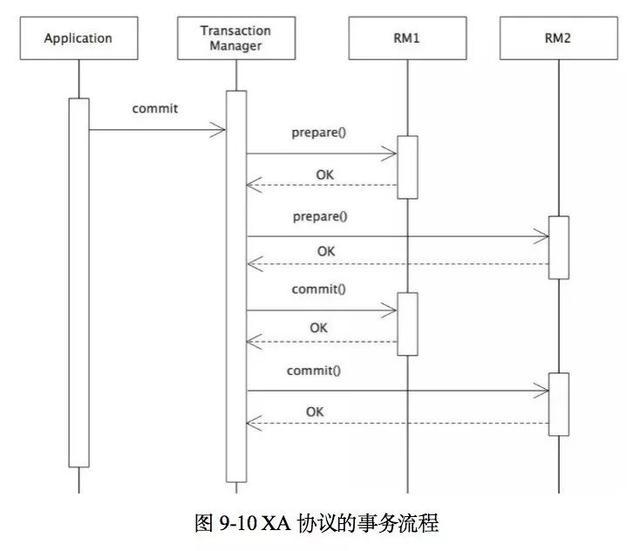 Application
Transaction
Manager
RM1
RM2
commit
prepare()
OK
prepare()
OK
commit()
OK
commit()
OK
图 9-10 XA 协议的事务流程